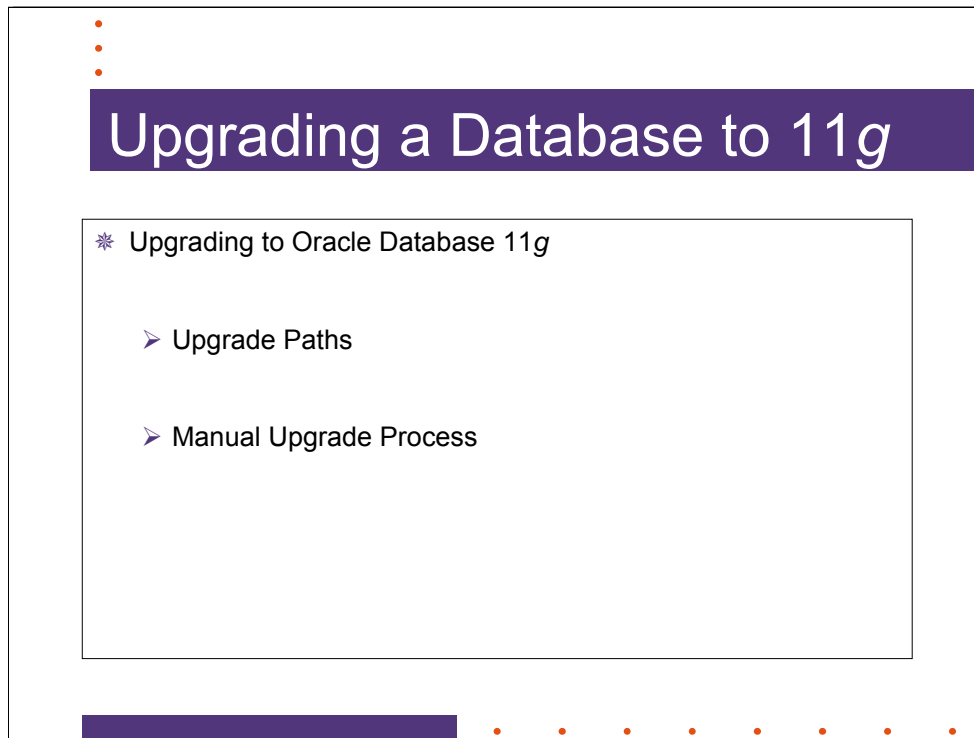 Upgrading a Database to 11g
Upgrading to Oracle Database 11g
Upgrade Paths
Manual Upgrade Process